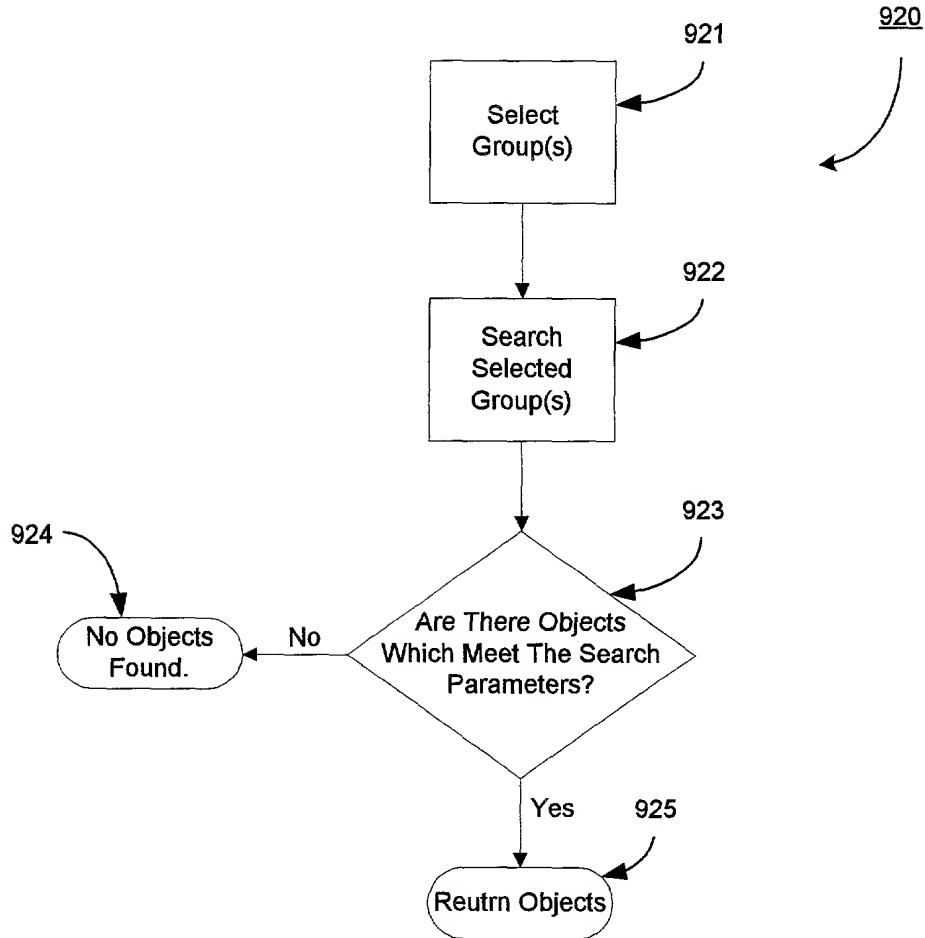 920
921
Select
Group(s)
922
Search
Selected
Group(s)
923
924
Are There Objects
Which Meet The Search
Parameters?
No
No Objects
Found.
Yes
925
Reutrn Objects